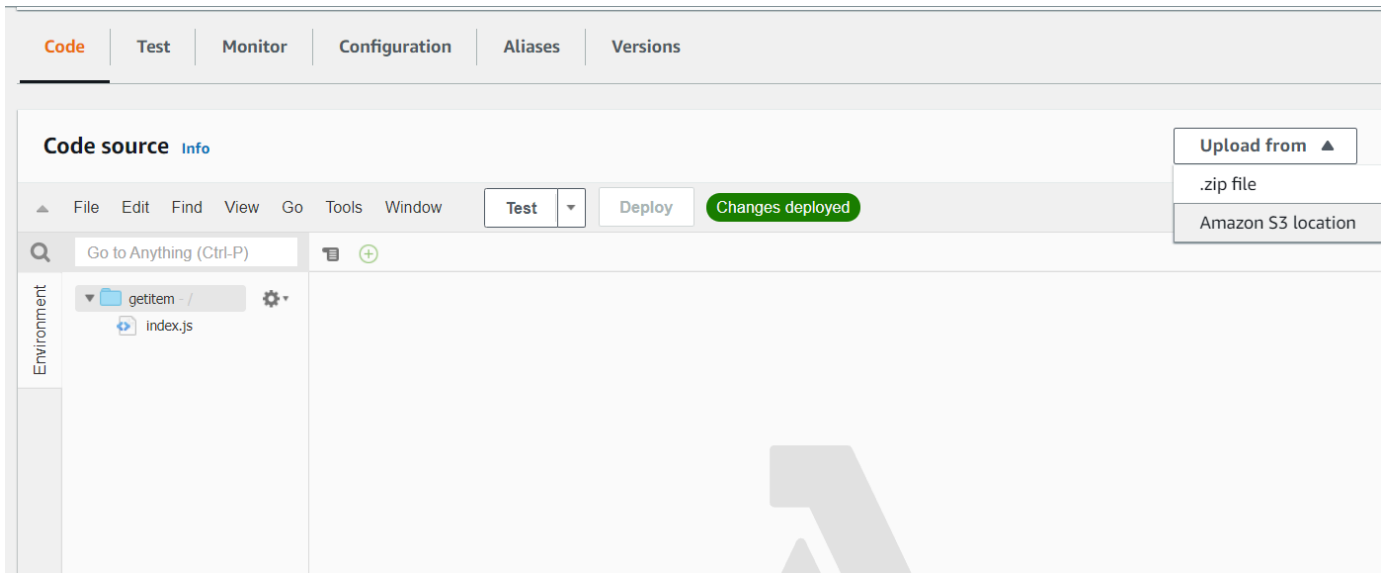 Code Test Monitor Configuration Aliases Versions
Code source Info
Upload from
.zip file
Amazon S3 location
File Edit Find View Go Tools Window Test Deploy Changes deployed
Go to Anything (Ctrl-P)
Environment
getitem - /
index.js